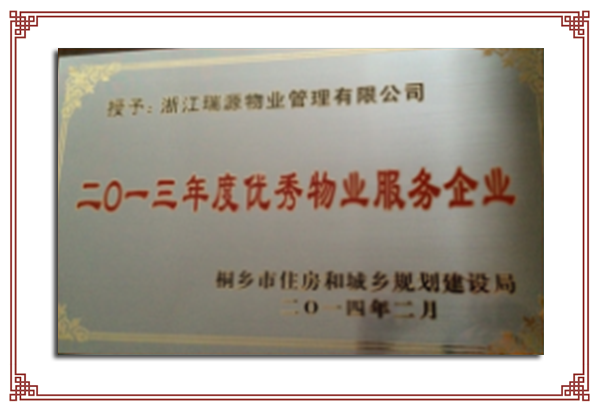 授予：浙江瑞源物业管理有限公司
二〇一三年度优秀物业服务企业
桐乡市住房和城乡规划建设局
二〇一四年二月